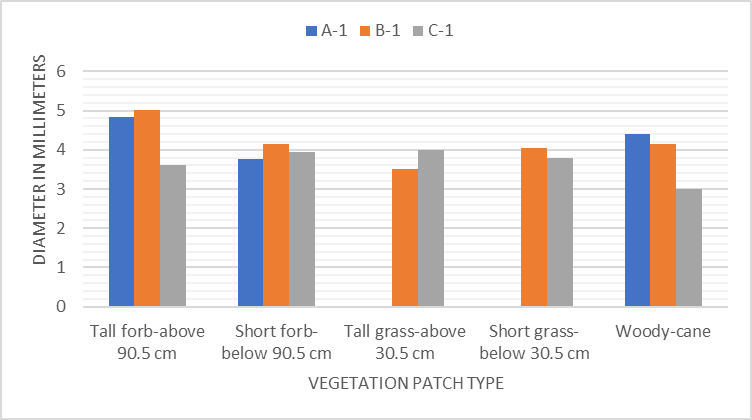 A-1 B-1 C-1
DIAMETER IN MILLIMETERS
6
5
4
3
2
1
0
Tall forb-above
90.5 cm
Short forb-
below 90.5 cm
Tall grass-above
30.5 cm
Short grass-
below 30.5 cm
Woody-cane
VEGETATION PATCH TYPE